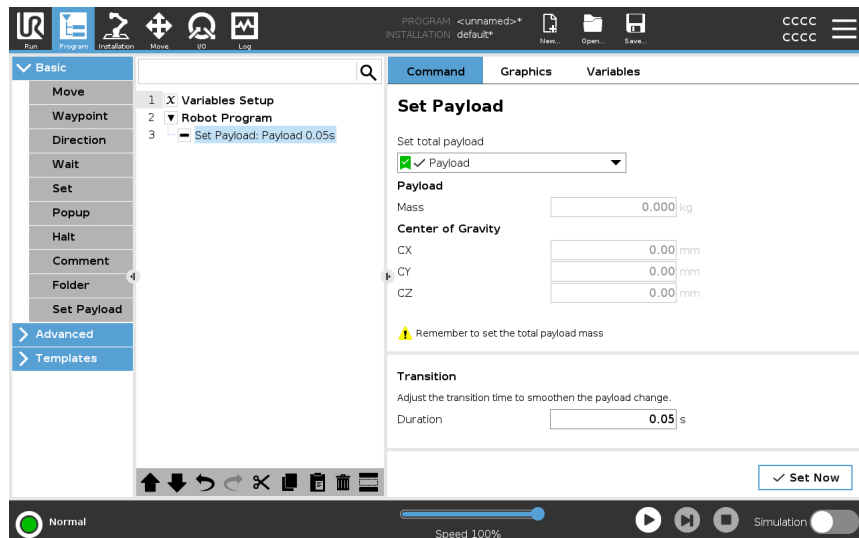 UR
PROGRAM <unnamed>*
INSTALLATION default*
cccc
cccc
Run Program Installation Move I/O Log New... Open... Save...
Basic
Move
Waypoint
Direction
Wait
Set
Popup
Halt
Comment
Folder
Set Payload
Advanced
Templates
1 X Variables Setup
2 Robot Program
3 Set Payload: Payload 0.05s
Command Graphics Variables
Set Payload
Set total payload
Payload
Payload
Mass 0.000 kg
Center of Gravity
CX 0.00 mm
CY 0.00 mm
CZ 0.00 mm
Remember to set the total payload mass
Transition
Adjust the transition time to smoothen the payload change.
Duration 0.05 s
Set Now
Normal
Speed 100%
Simulation